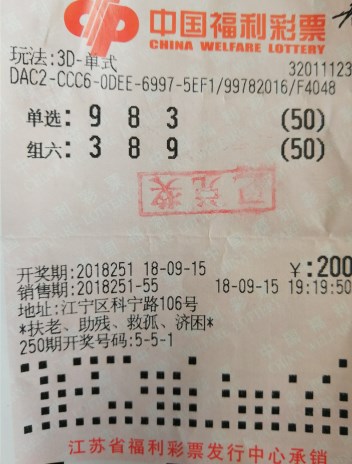 中国福利彩票
CHINA WELFARE LOTTERY
玩法:3D-单式
32011123
DAC2-CCC6-0DEE-6997-5EF1/99782016/F4048
单选: 9 8 3 (50)
组六: 3 8 9 (50)
已兑奖
开奖期:2018251 18-09-15 ¥:200
销售期:2018251-55 18-09-15 19:19:50
地址:江宁区科宁路106号
*扶老、助残、救孤、济困*
250期开奖号码:5-5-1
江苏省福利彩票发行中心承销